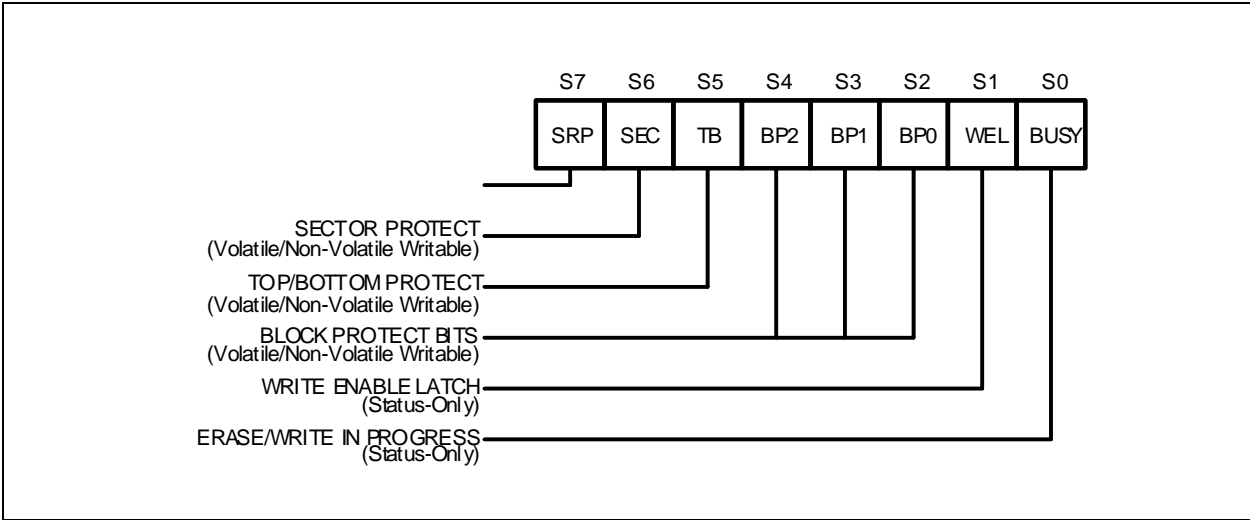 S7 S6 S5 S4 S3 S2 S1 S0
SRP SEC TB BP2 BP1 BP0 WEL BUSY
SECTOR PROTECT
(Volatile/Non-Volatile Writable)
TOP/BOTTOM PROTECT
(Volatile/Non-Volatile Writable)
BLOCK PROTECT BITS
(Volatile/Non-Volatile Writable)
WRITE ENABLE LATCH
(Status-Only)
ERASE/WRITE IN PROGRESS
(Status-Only)